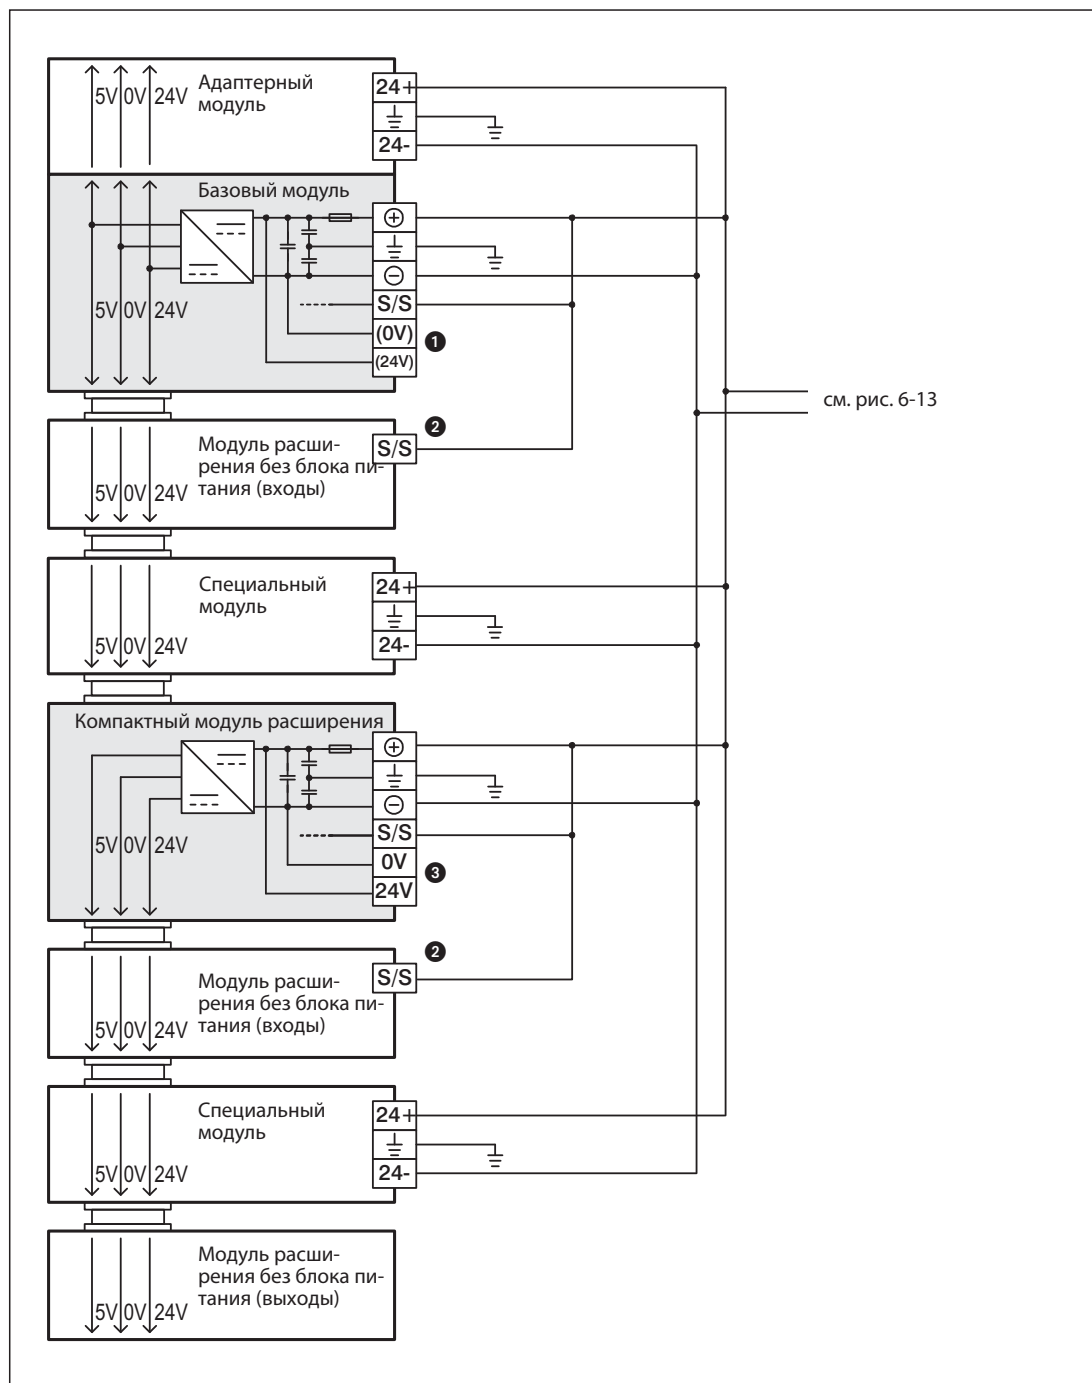 Адаптерный
модуль
5V 0V 24V
24+
24-
Базовый модуль
5V 0V 24V
+
-
S/S
(0V)
(24V)
1
см. рис. 6-13
2
S/S
Модуль расши-
рения без блока пи-
тания (входы)
5V 0V 24V
Специальный
модуль
5V 0V 24V
24+
24-
Компактный модуль расширения
5V 0V 24V
+
-
S/S
0V
24V
3
2
S/S
Модуль расши-
рения без блока пи-
тания (входы)
5V 0V 24V
Специальный
модуль
5V 0V 24V
24+
24-
Модуль расши-
рения без блока пи-
тания (выходы)
5V 0V 24V